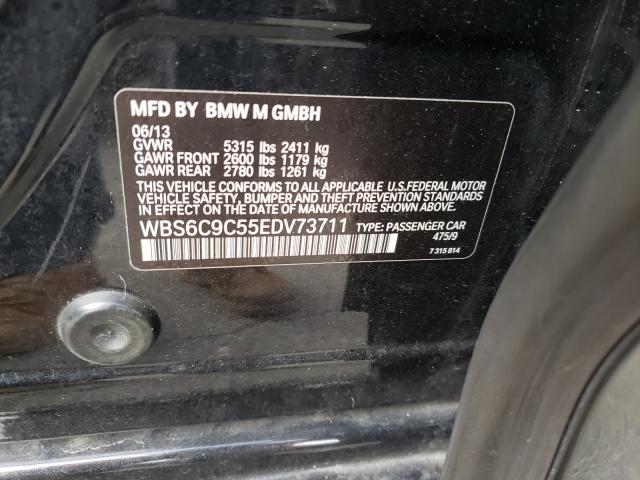 MFD BY BMW M GMBH
06/13
GVWR 5315 lbs 2411 kg
GAWR FRONT 2600 lbs 1179 kg
GAWR REAR 2780 lbs 1261 kg
THIS VEHICLE CONFORMS TO ALL APPLICABLE U.S.FEDERAL MOTOR
VEHICLE SAFETY, BUMPER AND THEFT PREVENTION STANDARDS
IN EFFECT ON THE DATE OF MANUFACTURE SHOWN ABOVE.
WBS6C9C55EDV73711 TYPE: PASSENGER CAR
475/9
7 315 814